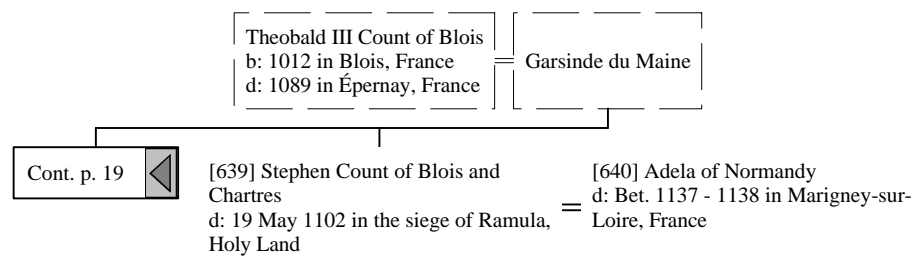 Theobald III Count of Blois
b: 1012 in Blois, France
d: 1089 in Épernay, France
=
Garsinde du Maine
Cont. p. 19
[639] Stephen Count of Blois and
Chartres
d: 19 May 1102 in the siege of Ramula,
Holy Land
=
[640] Adela of Normandy
d: Bet. 1137 - 1138 in Marigney-sur-
Loire, France